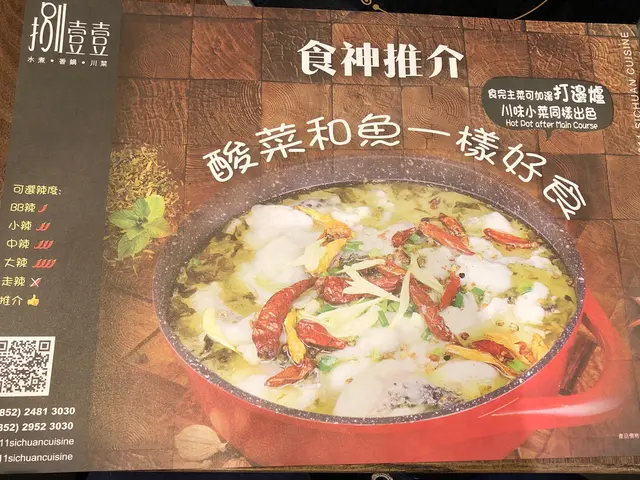 捌壹壹
水煮•香鍋•川菜
食神推介
食完主菜可加湯打邊爐
川味小菜同樣出色
Hot Pot after Main Course
SICHUAN CUISINE
酸菜和魚一樣好食
可選辣度:
BB辣
小辣
中辣
大辣
走辣
推介
852) 2481 3030
852) 2952 3030
11sichuancuisine
11sichuancuisine